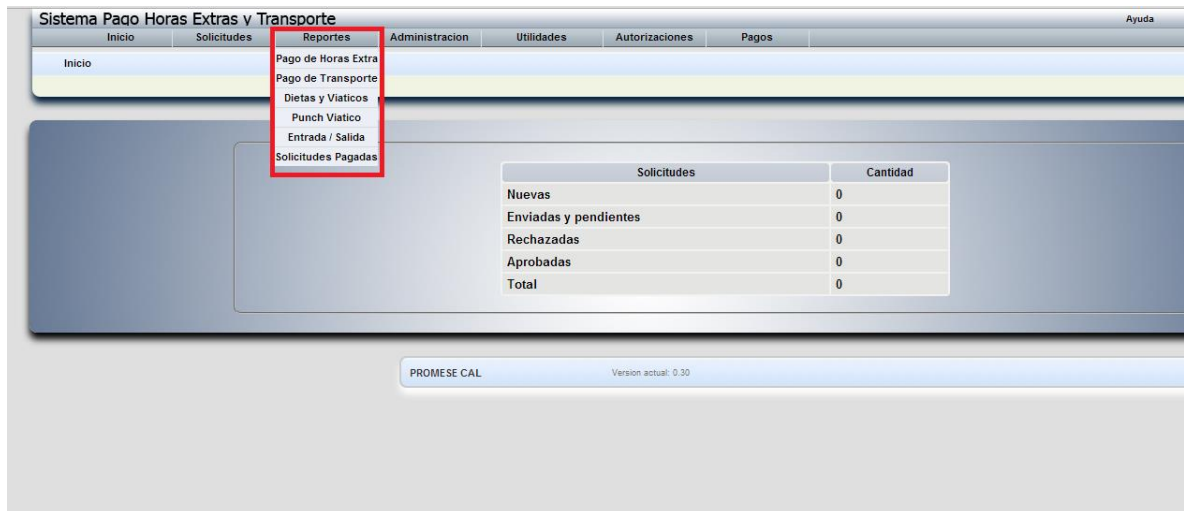 Sistema Pago Horas Extras y Transporte
Ayuda
Inicio Solicitudes Reportes Administracion Utilidades Autorizaciones Pagos
Inicio
Pago de Horas Extra
Pago de Transporte
Dietas y Viaticos
Punch Viatico
Entrada / Salida
Solicitudes Pagadas
Solicitudes Cantidad
Nuevas 0
Enviadas y pendientes 0
Rechazadas 0
Aprobadas 0
Total 0
PROMESE CAL Version actual: 0.30